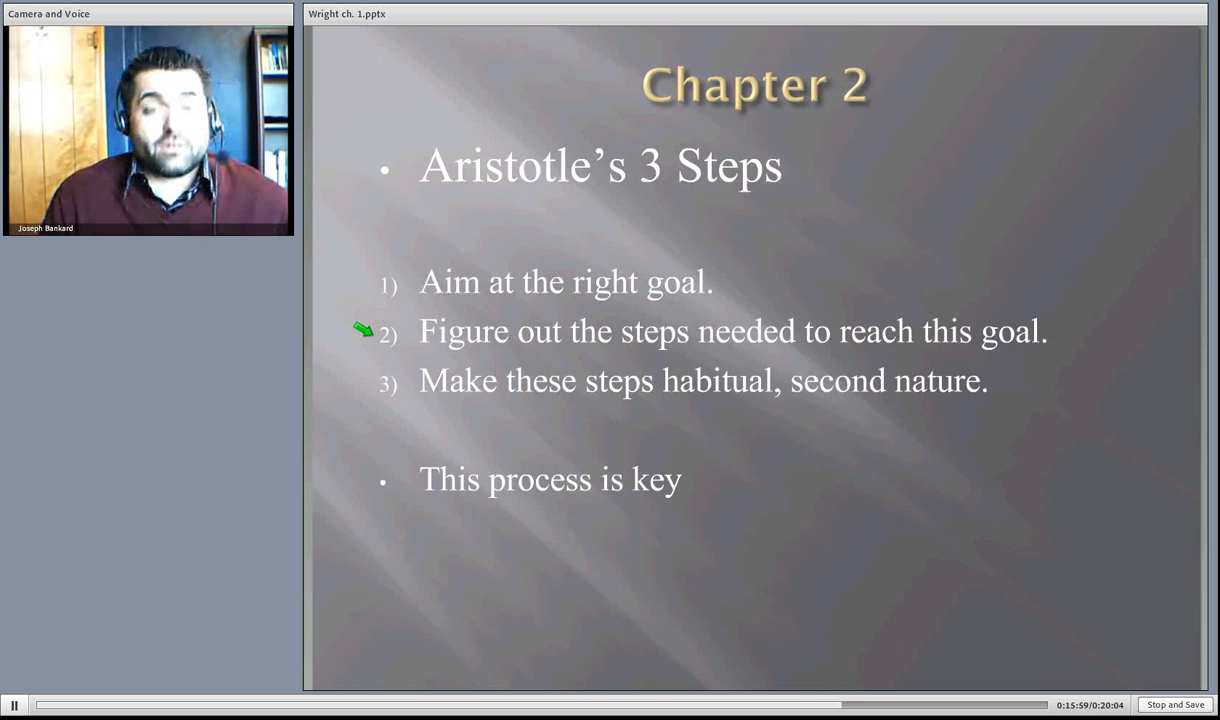 Camera and Voice
Joseph Bankard
Wright ch. 1.pptx
Chapter 2
• Aristotle’s 3 Steps
1) Aim at the right goal.
2) Figure out the steps needed to reach this goal.
3) Make these steps habitual, second nature.
• This process is key
0:15:59/0:20:04
Stop and Save